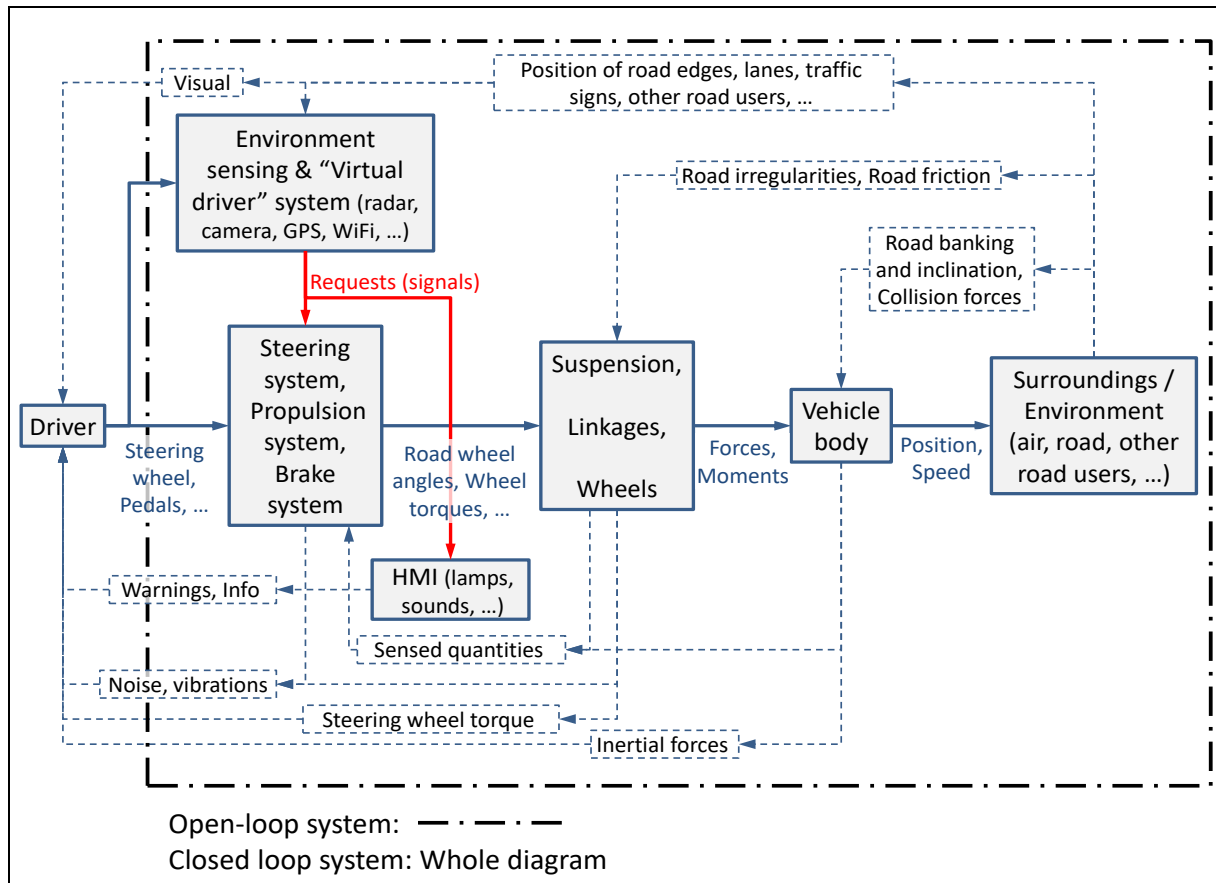 Visual
Position of road edges, lanes, traffic
signs, other road users, …
Environment
sensing & “Virtual
driver” system (radar,
camera, GPS, WiFi, …)
Road irregularities, Road friction
Road banking
and inclination,
Collision forces
Requests (signals)
Driver
Steering
wheel,
Pedals, …
Steering
system,
Propulsion
system,
Brake
system
Road wheel
angles, Wheel
torques, …
Suspension,
Linkages,
Wheels
Forces,
Moments
Vehicle
body
Position,
Speed
Surroundings /
Environment
(air, road, other
road users, …)
HMI (lamps,
sounds, …)
Warnings, Info
Sensed quantities
Noise, vibrations
Steering wheel torque
Inertial forces
Open-loop system:
Closed loop system: Whole diagram